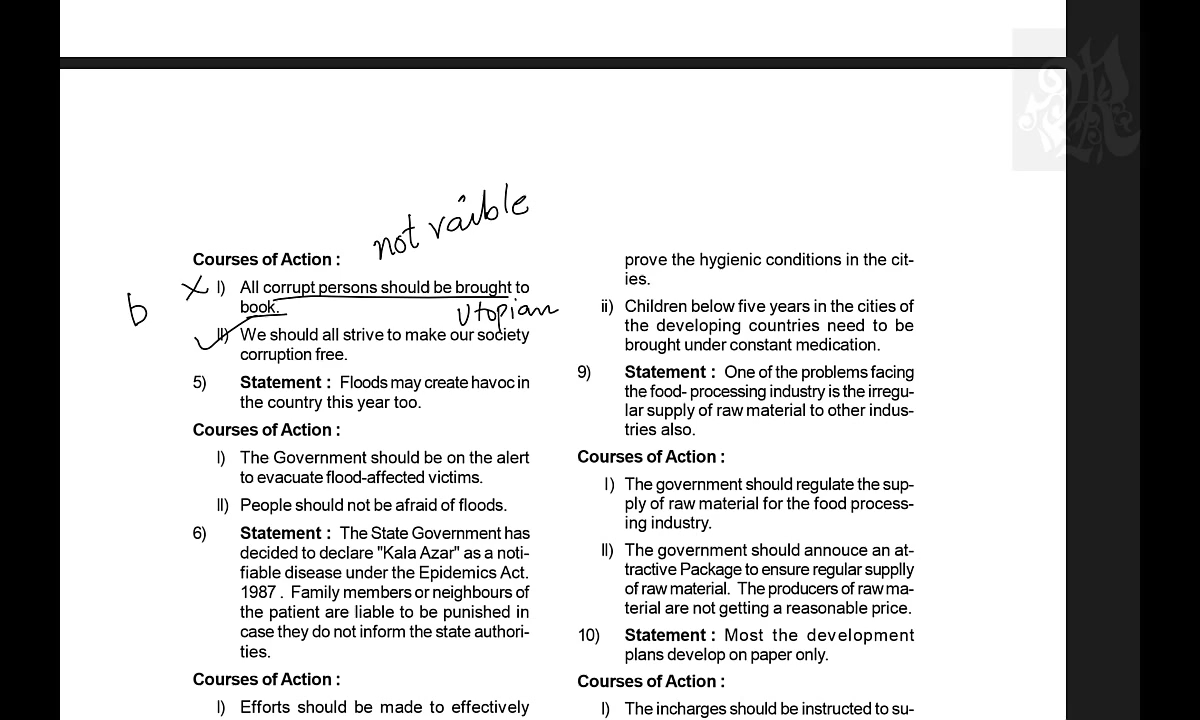 not vaible
Courses of Action :
I) All corrupt persons should be brought to
book.
Utopian
b
II) We should all strive to make our society
corruption free.
5) Statement : Floods may create havoc in
the country this year too.
Courses of Action :
I) The Government should be on the alert
to evacuate flood-affected victims.
II) People should not be afraid of floods.
6) Statement : The State Government has
decided to declare "Kala Azar" as a noti-
fiable disease under the Epidemics Act.
1987 . Family members or neighbours of
the patient are liable to be punished in
case they do not inform the state authori-
ties.
Courses of Action :
I) Efforts should be made to effectively
prove the hygienic conditions in the cit-
ies.
ii) Children below five years in the cities of
the developing countries need to be
brought under constant medication.
9) Statement : One of the problems facing
the food- processing industry is the irregu-
lar supply of raw material to other indus-
tries also.
Courses of Action :
I) The government should regulate the sup-
ply of raw material for the food process-
ing industry.
II) The government should annouce an at-
tractive Package to ensure regular supplly
of raw material. The producers of raw ma-
terial are not getting a reasonable price.
10) Statement : Most the development
plans develop on paper only.
Courses of Action :
I) The incharges should be instructed to su-